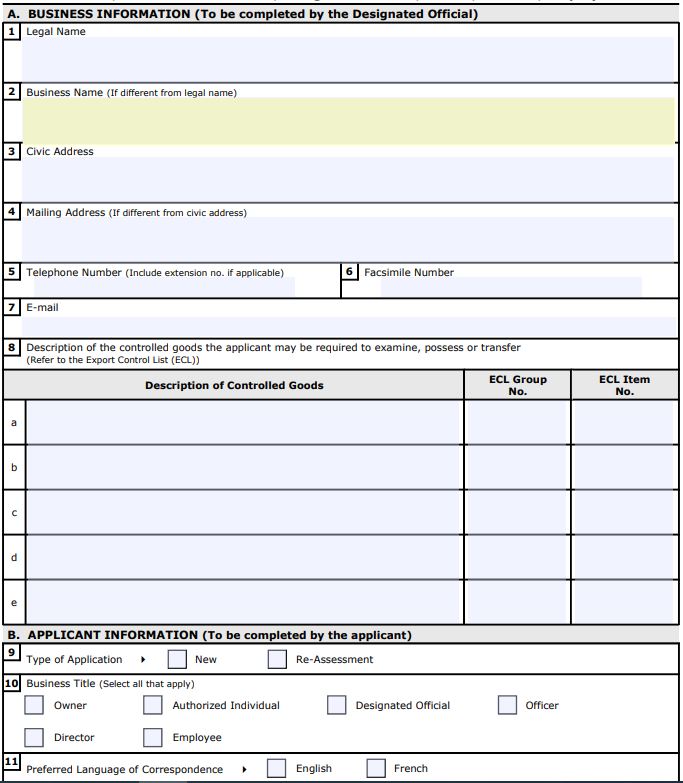 A. BUSINESS INFORMATION (To be completed by the Designated Official)
1 Legal Name
2 Business Name (If different from legal name)
3 Civic Address
4 Mailing Address (If different from civic address)
5 Telephone Number (Include extension no. if applicable) 6 Facsimile Number
7 E-mail
8 Description of the controlled goods the applicant may be required to examine, possess or transfer
(Refer to the Export Control List (ECL))
Description of Controlled Goods ECL Group No. ECL Item No.
a
b
c
d
e
B. APPLICANT INFORMATION (To be completed by the applicant)
9 Type of Application New Re-Assessment
10 Business Title (Select all that apply)
Owner Authorized Individual Designated Official Officer
Director Employee
11 Preferred Language of Correspondence English French